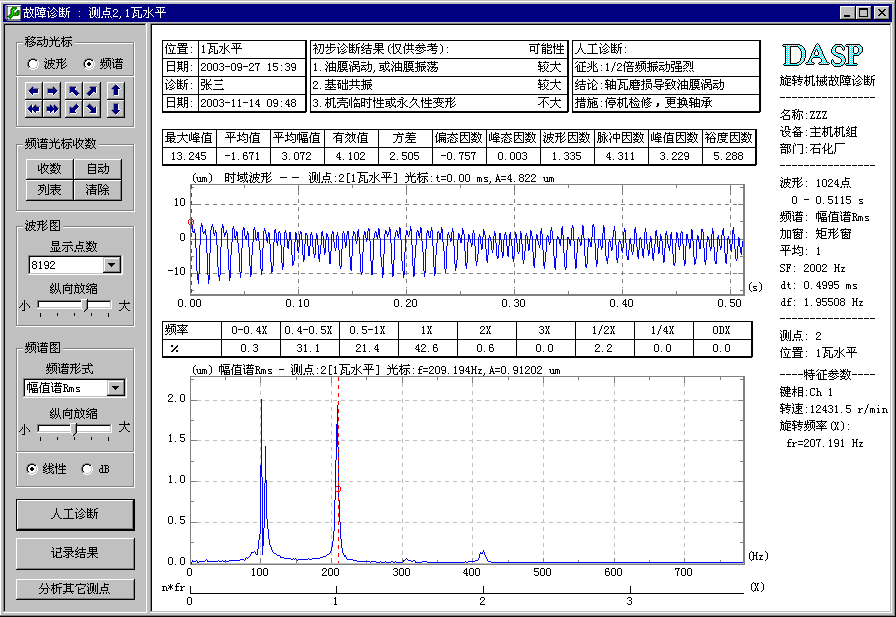 故障诊断 : 测点2,1瓦水平
移动光标
波形 频谱
频谱光标收数
收数 自动
列表 清除
波形图
显示点数
8192
纵向放缩
小 大
频谱图
频谱形式
幅值谱Rms
纵向放缩
小 大
线性 dB
人工诊断
记录结果
分析其它测点
位置: 1瓦水平
日期: 2003-09-27 15:39
诊断: 张三
日期: 2003-11-14 09:48
初步诊断结果(仅供参考): 可能性
1.油膜涡动,或油膜振荡 较大
2.基础共振 较大
3.机壳临时性或永久性变形 不大
人工诊断:
征兆:1/2倍频振动强烈
结论:轴瓦磨损导致油膜涡动
措施:停机检修，更换轴承
最大峰值 平均值 平均幅值 有效值 方差 偏态因数 峭态因数 波形因数 脉冲因数 峰值因数 裕度因数
13.245 -1.671 3.072 4.102 2.505 -0.757 0.003 1.335 4.311 3.229 5.288
(um) 时域波形 -- 测点:2[1瓦水平] 光标:t=0.00 ms,A=4.822 um
10
0
-10
0.00 0.10 0.20 0.30 0.40 0.50 (s)
频率 0-0.4X 0.4-0.5X 0.5-1X 1X 2X 3X 1/2X 1/4X ODX
% 0.3 31.1 21.4 42.6 0.6 0.0 2.2 0.0 0.0
(um) 幅值谱Rms - 测点:2[1瓦水平] 光标:f=209.194Hz,A=0.91202 um
2.0
1.5
1.0
0.5
0.0
0 100 200 300 400 500 600 700 (Hz)
n*fr (X)
0 1 2 3
DASP
旋转机械故障诊断
----------------
名称:ZZZ
设备:主机机组
部门:石化厂
----------------
波形: 1024点
0 - 0.5115 s
频谱: 幅值谱Rms
加窗: 矩形窗
平均: 1
SF: 2002 Hz
dt: 0.4995 ms
df: 1.95508 Hz
----------------
测点: 2
位置: 1瓦水平
----特征参数----
键相:Ch 1
转速:12431.5 r/min
旋转频率(X):
fr=207.191 Hz